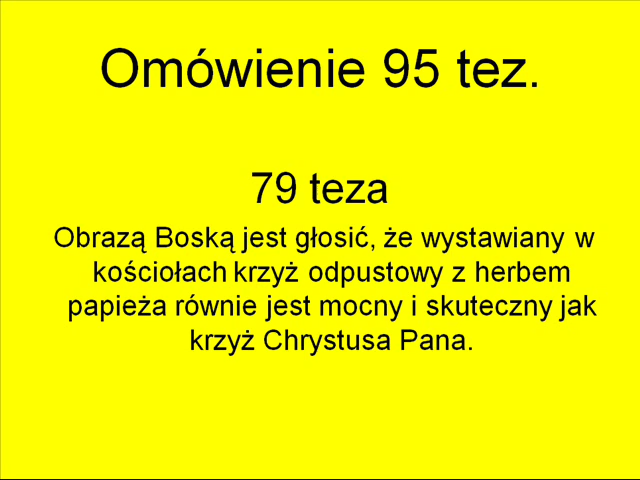 Omówienie 95 tez.
79 teza
Obrazą Boską jest głosić, że wystawiany w
kościołach krzyż odpustowy z herbem
papieża równie jest mocny i skuteczny jak
krzyż Chrystusa Pana.